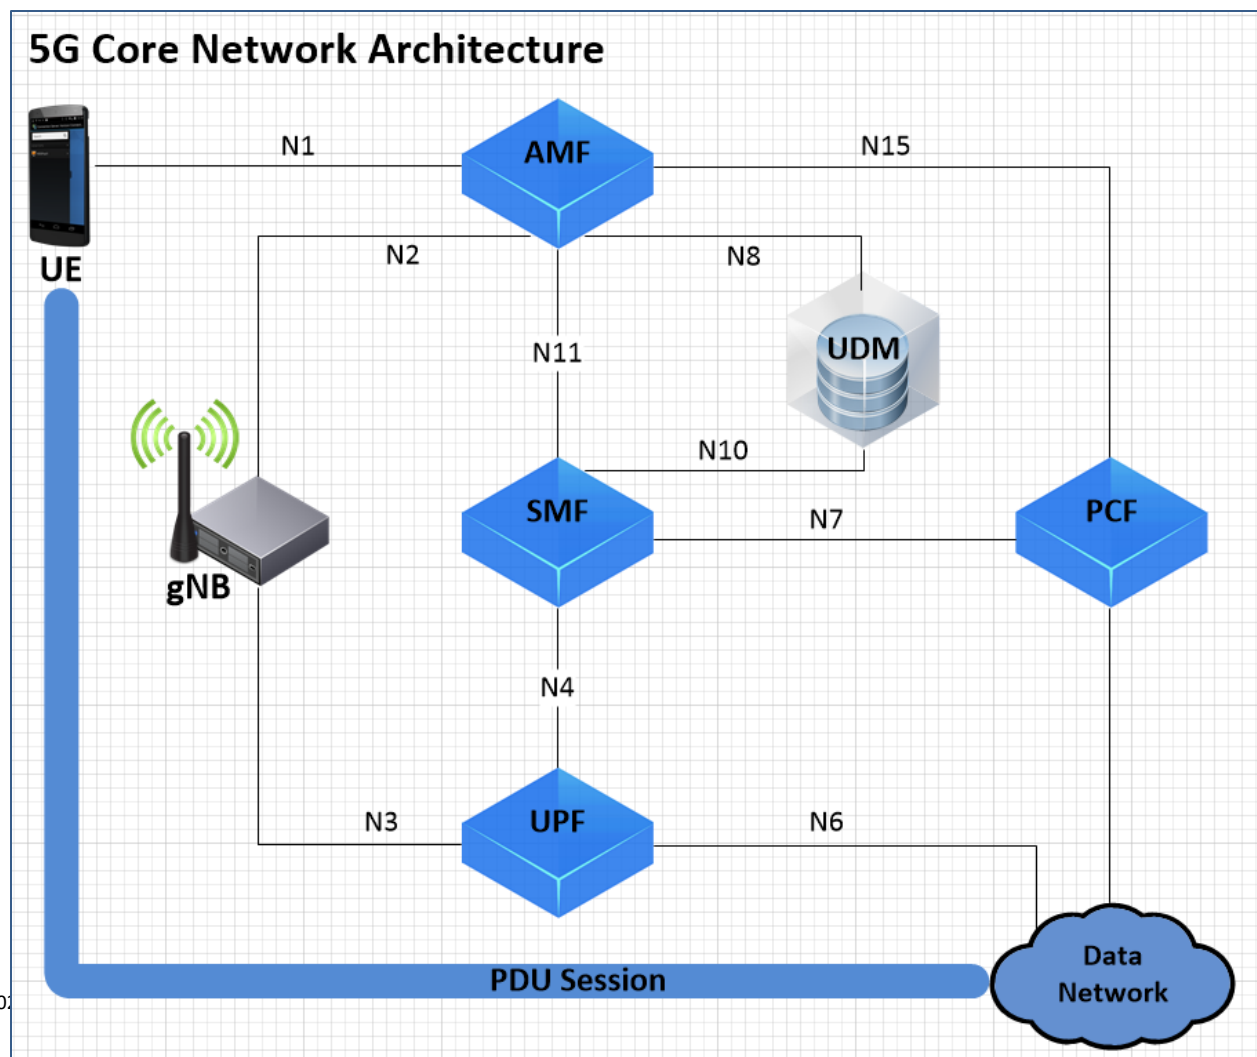 5G Core Network Architecture
N1
AMF
N15
N2
N8
UE
N11
UDM
N10
SMF
N7
PCF
gNB
N4
N3
UPF
N6
Data
Network
PDU Session